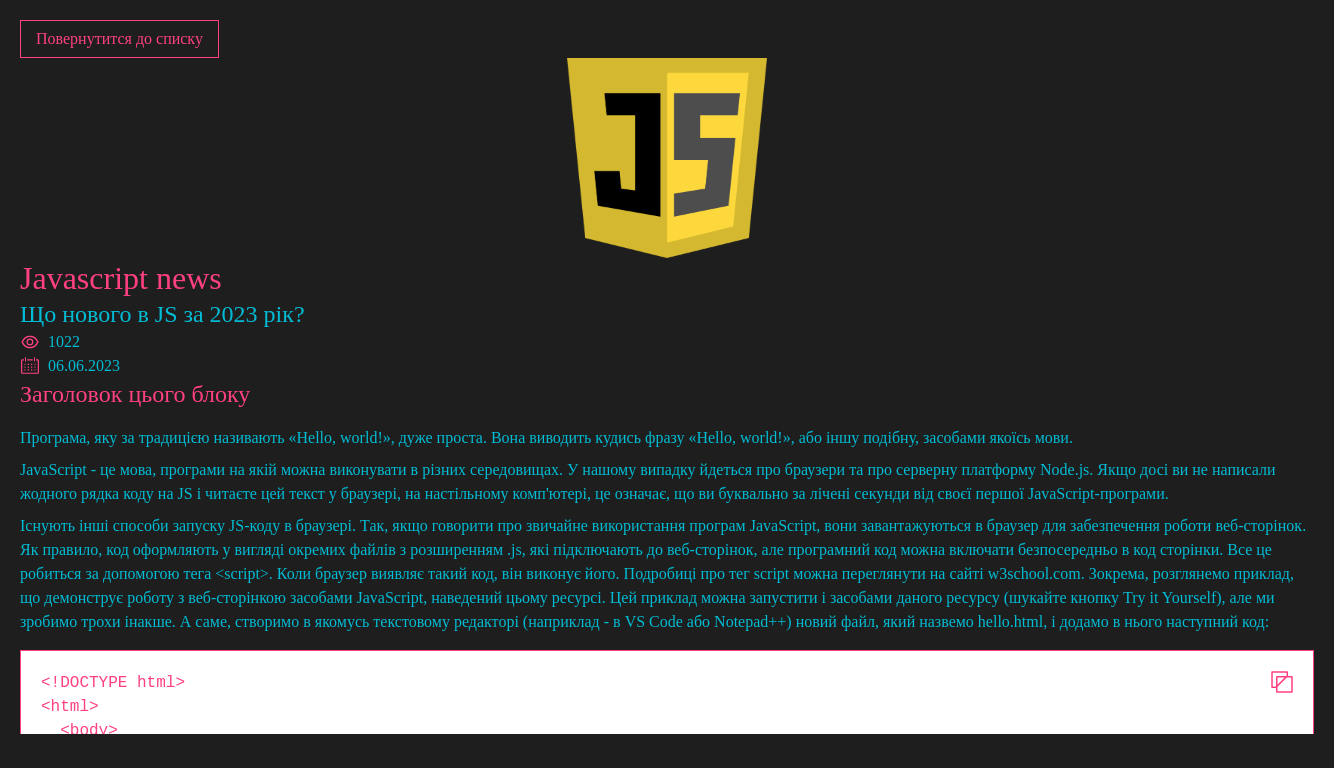 Повернутится до списку
JS
Javascript news
Що нового в JS за 2023 рік?
1022
06.06.2023
Заголовок цього блоку
Програма, яку за традицією називають «Hello, world!», дуже проста. Вона виводить кудись фразу «Hello, world!», або іншу подібну, засобами якоїсь мови.
JavaScript - це мова, програми на якій можна виконувати в різних середовищах. У нашому випадку йдеться про браузери та про серверну платформу Node.js. Якщо досі ви не написали
жодного рядка коду на JS і читаєте цей текст у браузері, на настільному комп'ютері, це означає, що ви буквально за лічені секунди від своєї першої JavaScript-програми.
Існують інші способи запуску JS-коду в браузері. Так, якщо говорити про звичайне використання програм JavaScript, вони завантажуються в браузер для забезпечення роботи веб-сторінок.
Як правило, код оформляють у вигляді окремих файлів з розширенням .js, які підключають до веб-сторінок, але програмний код можна включати безпосередньо в код сторінки. Все це
робиться за допомогою тега <script>. Коли браузер виявляє такий код, він виконує його. Подробиці про тег script можна переглянути на сайті w3school.com. Зокрема, розглянемо приклад,
що демонструє роботу з веб-сторінкою засобами JavaScript, наведений цьому ресурсі. Цей приклад можна запустити і засобами даного ресурсу (шукайте кнопку Try it Yourself), але ми
зробимо трохи інакше. А саме, створимо в якомусь текстовому редакторі (наприклад - в VS Code або Notepad++) новий файл, який назвемо hello.html, і додамо в нього наступний код:
<!DOCTYPE html>
<html>
<body>